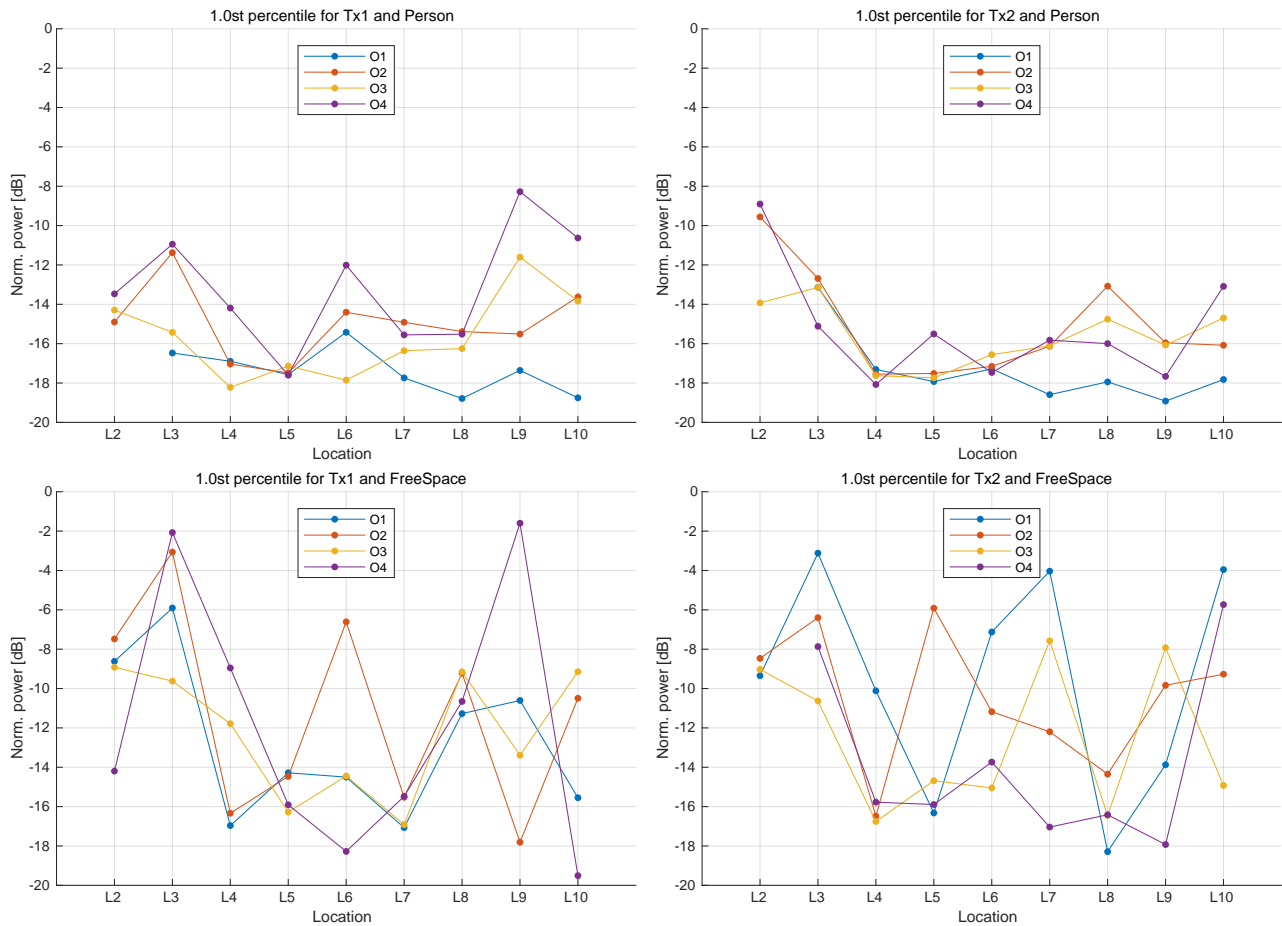 1.0st percentile for Tx1 and Person
0
-2
-4
-6
-8
-10
-12
-14
-16
-18
-20
Norm. power [dB]
O1
O2
O3
O4
L2 L3 L4 L5 L6 L7 L8 L9 L10
Location
1.0st percentile for Tx2 and Person
0
-2
-4
-6
-8
-10
-12
-14
-16
-18
-20
Norm. power [dB]
O1
O2
O3
O4
L2 L3 L4 L5 L6 L7 L8 L9 L10
Location
1.0st percentile for Tx1 and FreeSpace
0
-2
-4
-6
-8
-10
-12
-14
-16
-18
-20
Norm. power [dB]
O1
O2
O3
O4
L2 L3 L4 L5 L6 L7 L8 L9 L10
Location
1.0st percentile for Tx2 and FreeSpace
0
-2
-4
-6
-8
-10
-12
-14
-16
-18
-20
Norm. power [dB]
O1
O2
O3
O4
L2 L3 L4 L5 L6 L7 L8 L9 L10
Location